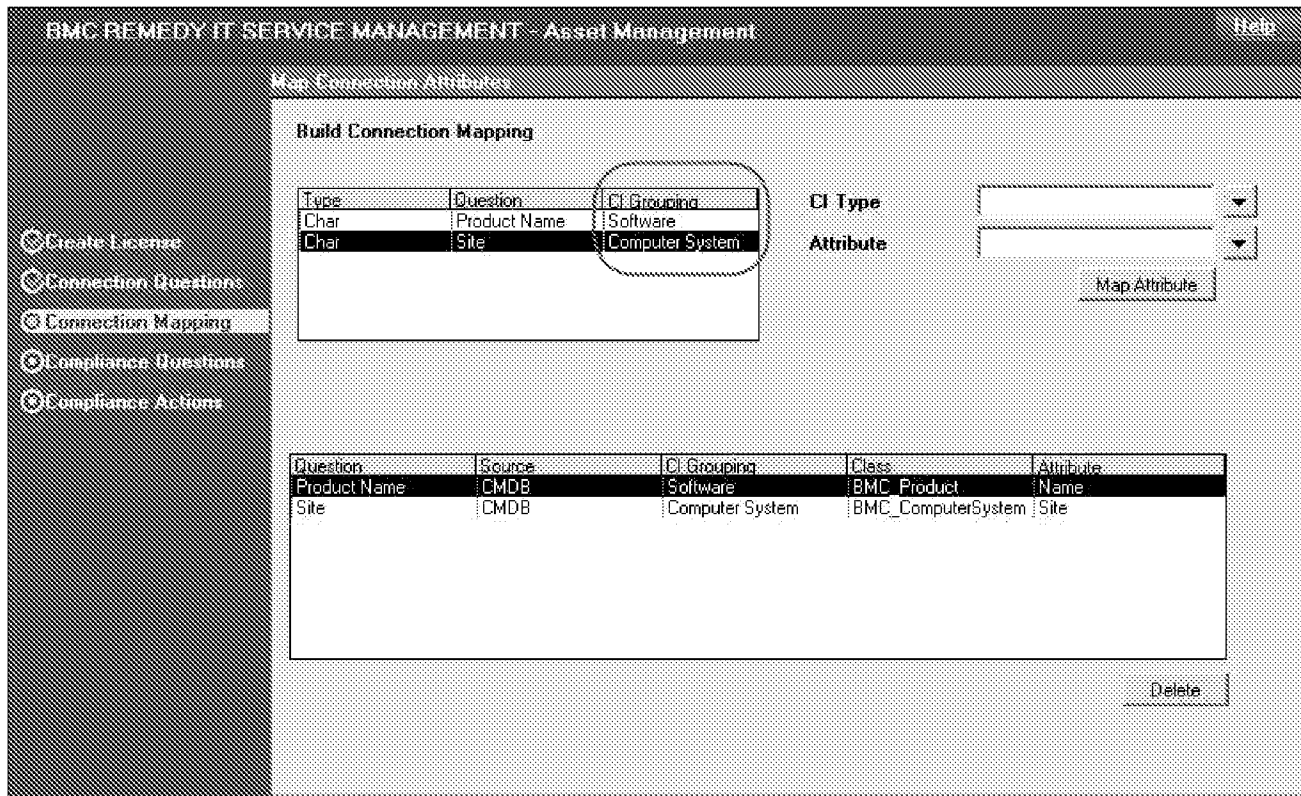 BMC REMEDY IT SERVICE MANAGEMENT - Asset Management
Help
Map Connection Attributes
Create License
Connection Questions
Connection Mapping
Compliance Questions
Compliance Actions
Build Connection Mapping
Type Question CI Grouping
Char Product Name Software
Char Site Computer System
CI Type
Attribute
Map Attribute
Question Source CI Grouping Class Attribute
Product Name CMDB Software BMC_Product Name
Site CMDB Computer System BMC_ComputerSystem Site
Delete